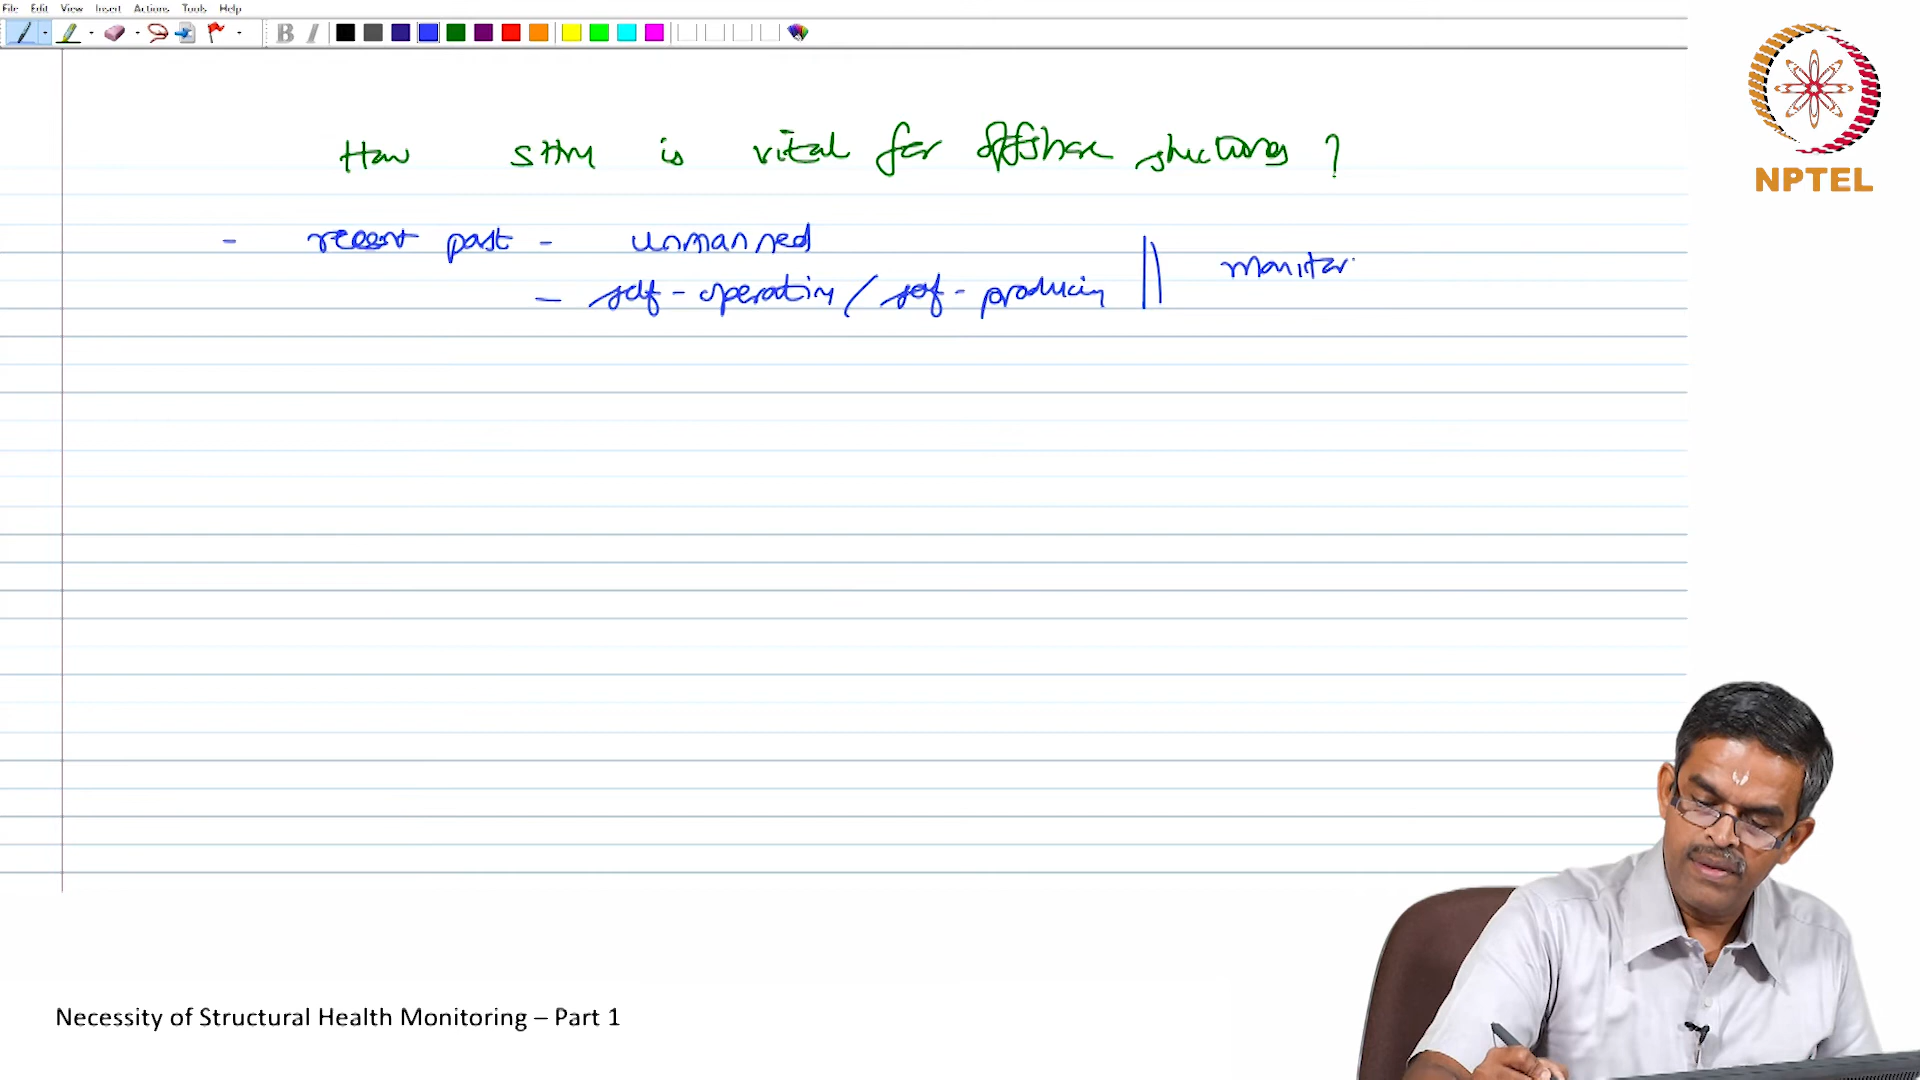 File Edit View Insert Actions Tools Help
B I
NPTEL
How SHM is vital for offshore structures ?
- recent past - unmanned
- self-operating / self-producing || monitor
Necessity of Structural Health Monitoring – Part 1